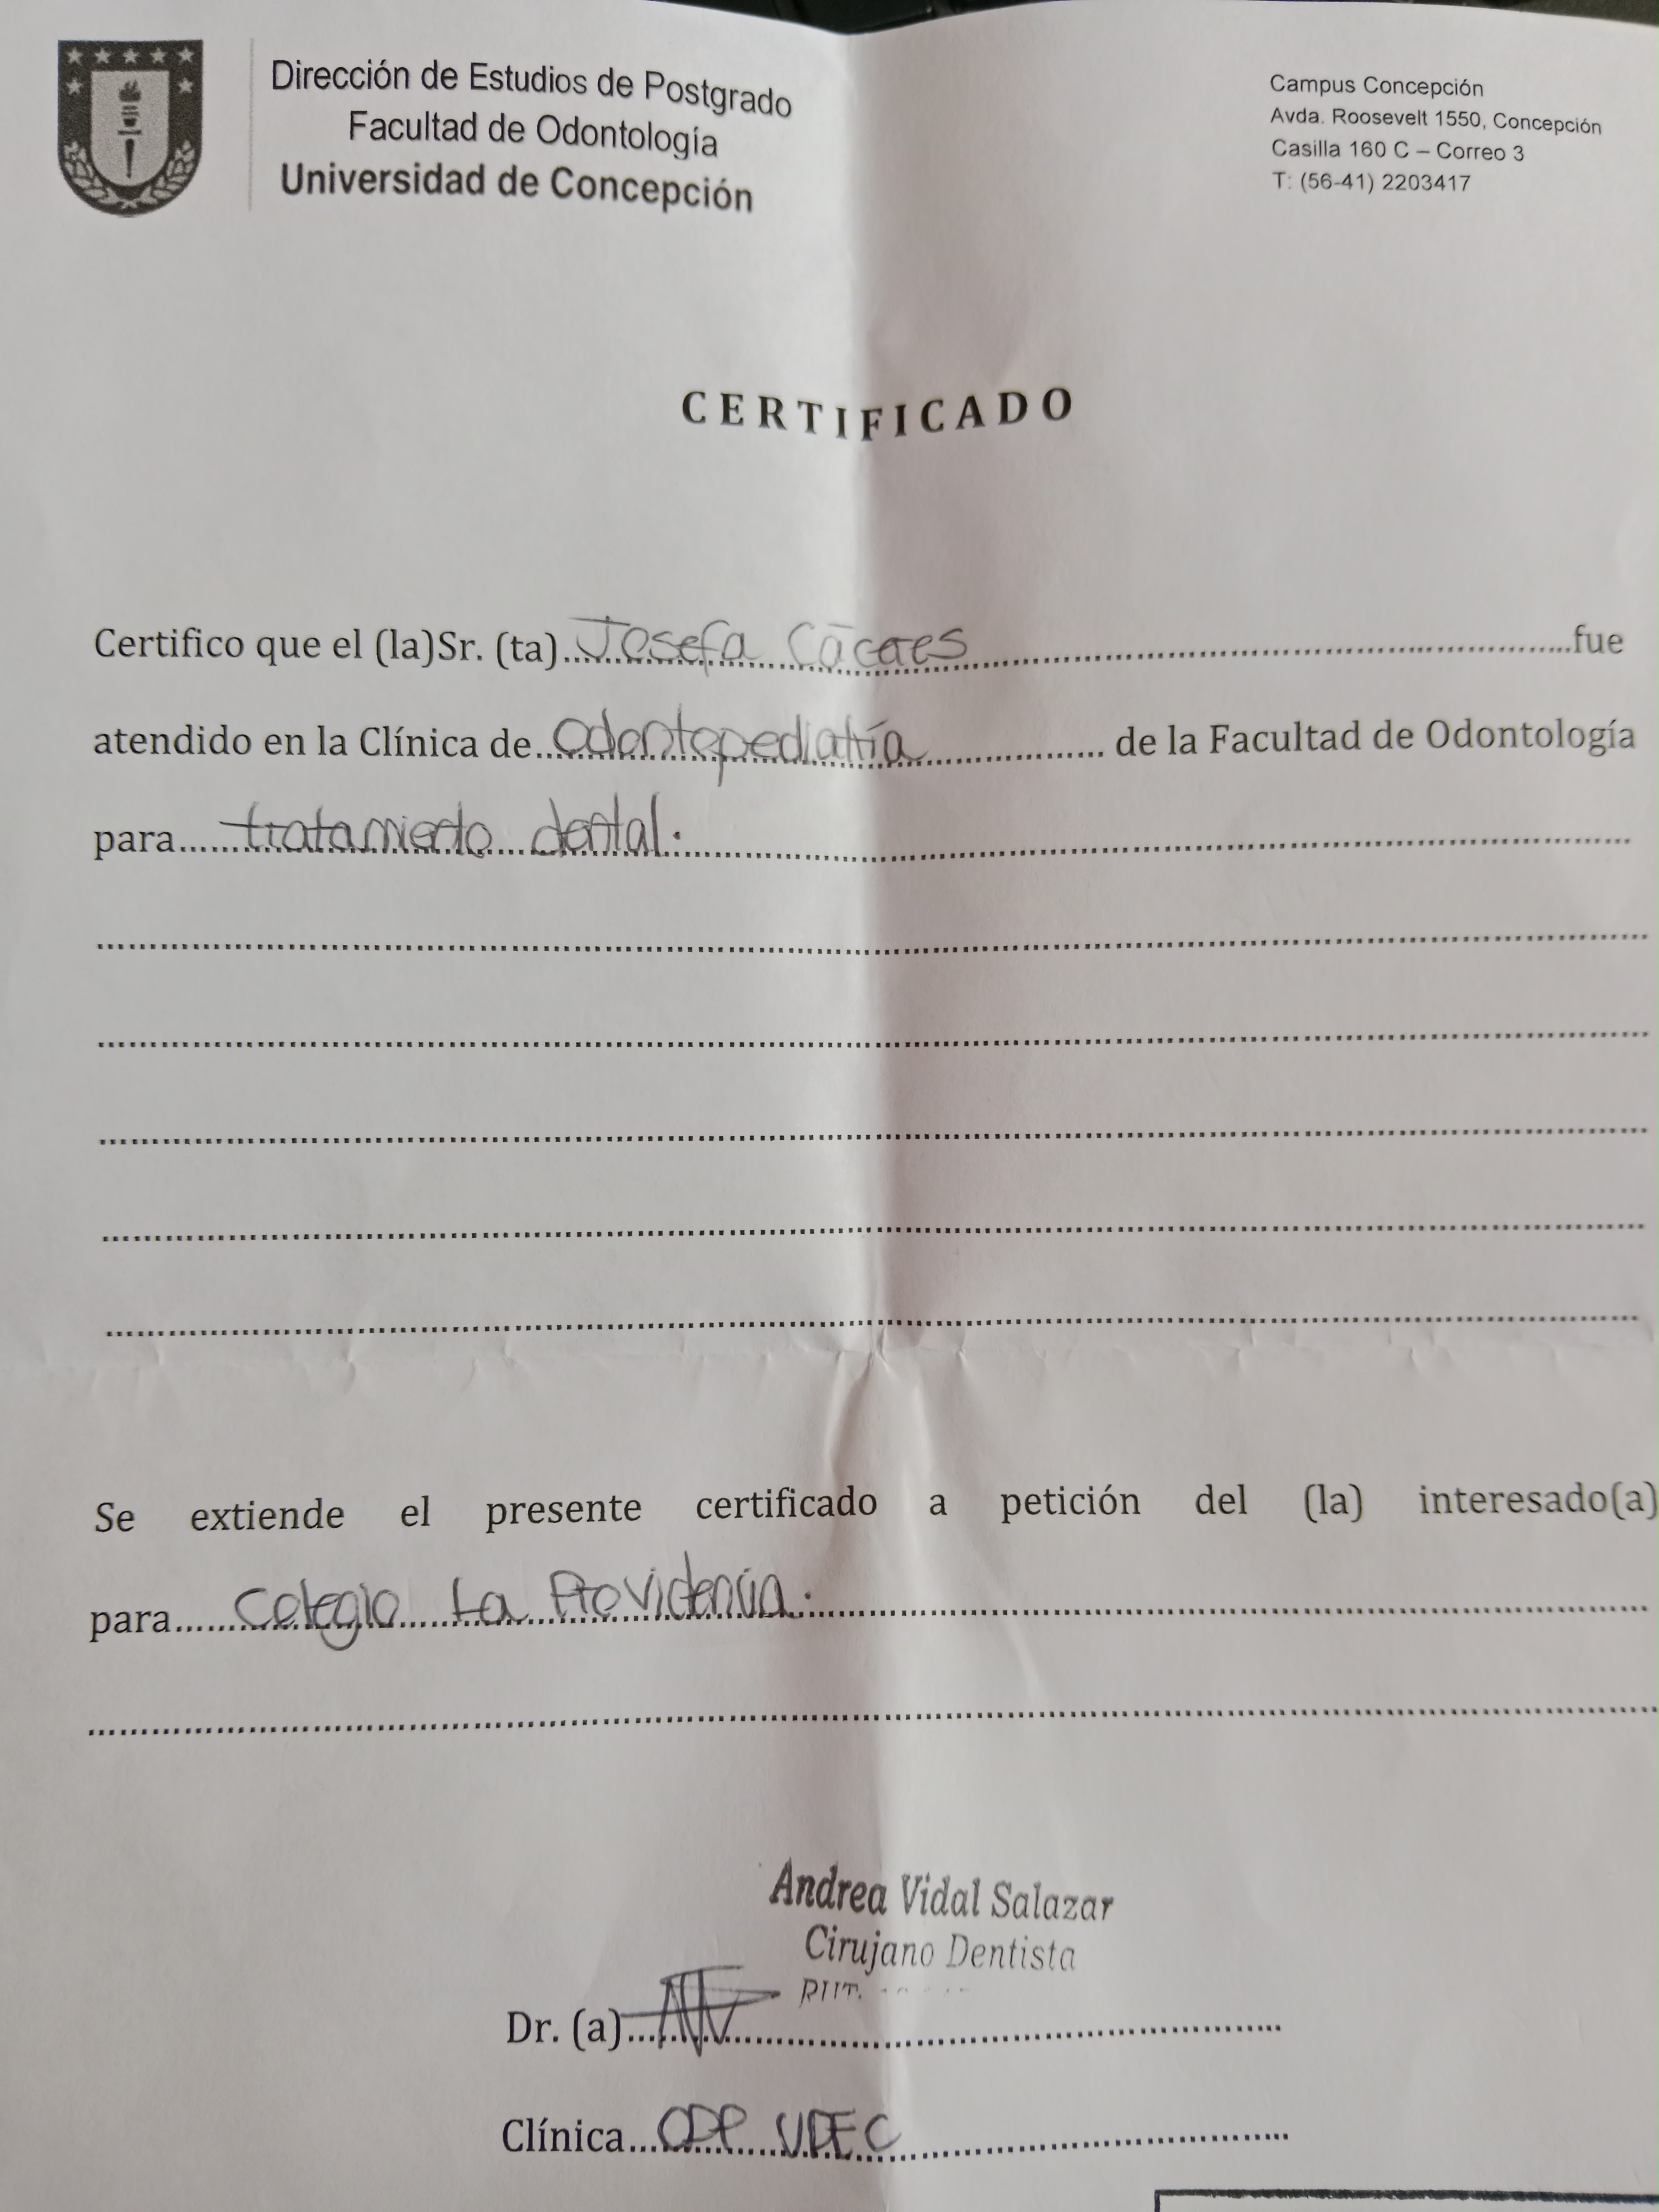 Dirección de Estudios de Postgrado
Facultad de Odontología
Universidad de Concepción
Campus Concepción
Avda. Roosevelt 1550, Concepción
Casilla 160 C – Correo 3
T: (56-41) 2203417
CERTIFICADO
Certifico que el (la)Sr. (ta) Josefa Cáceres fue
atendido en la Clínica de Odontopediatría de la Facultad de Odontología
para tratamiento dental.
Se extiende el presente certificado a petición del (la) interesado(a)
para Colegio La Providencia.
Andrea Vidal Salazar
Cirujano Dentista
RUT.
Dr. (a)
Clínica ODP UDEC